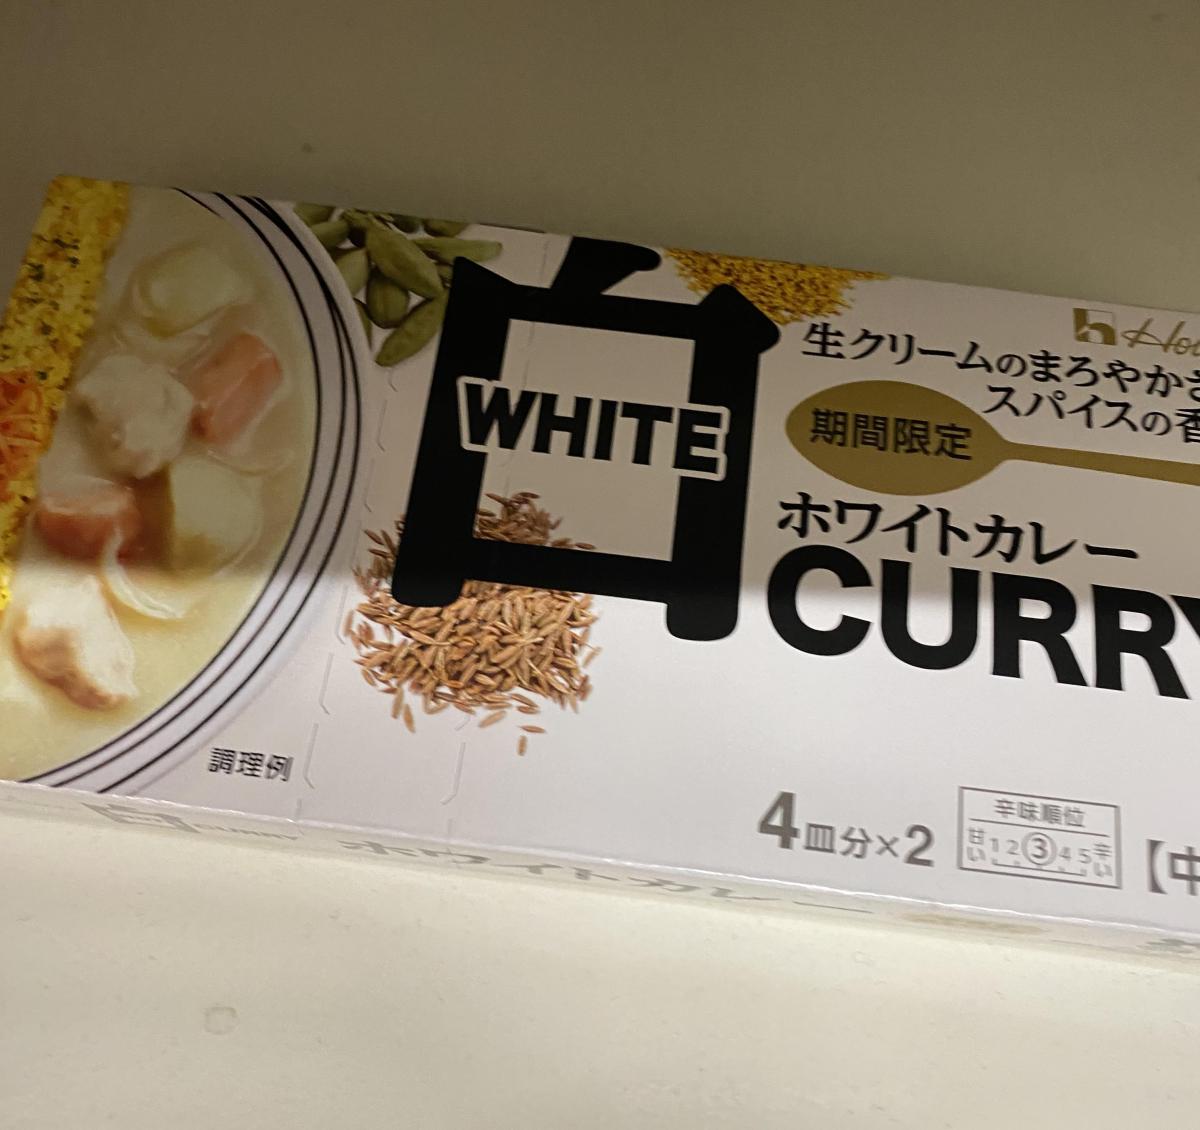 白
WHITE
生クリームのまろやか
スパイスの香
期間限定
ホワイトカレー
CURRY
調理例
4皿分×2
辛味順位
甘い 1 2 ③ 4 5 辛い
【中
ホワイトカレー